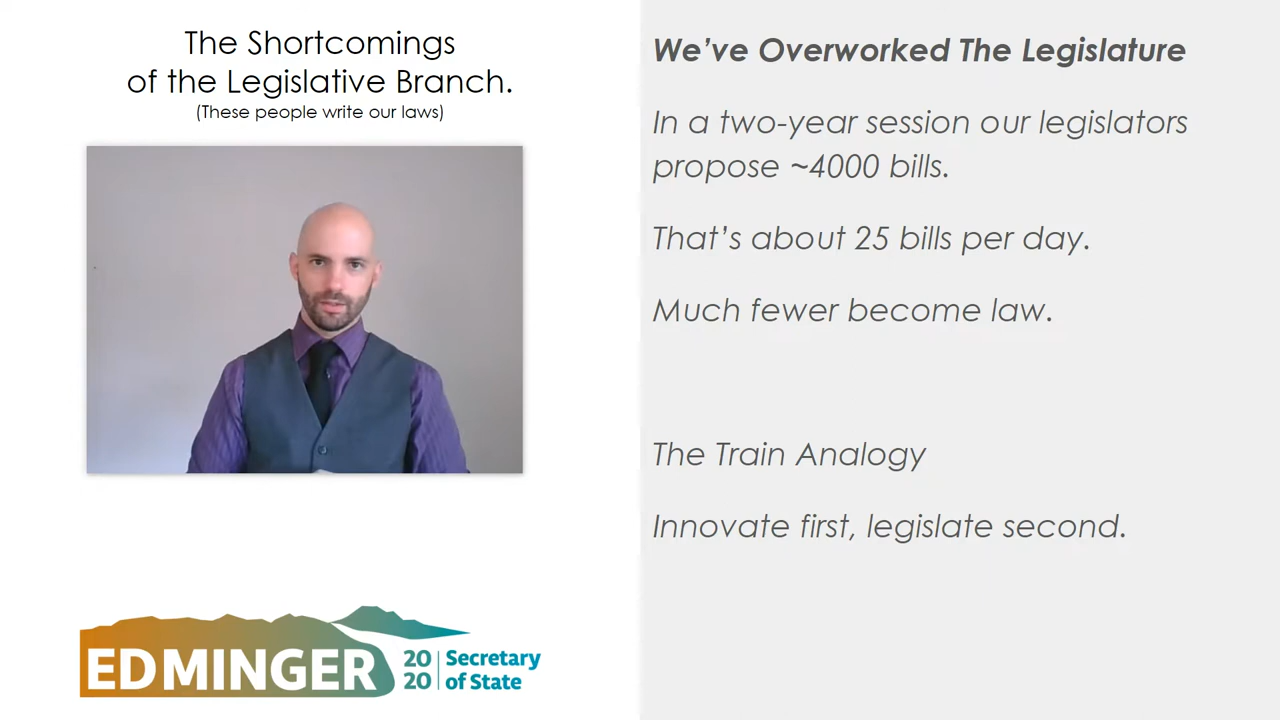 The Shortcomings
of the Legislative Branch.
(These people write our laws)
We've Overworked The Legislature
In a two-year session our legislators
propose ~4000 bills.
That's about 25 bills per day.
Much fewer become law.
The Train Analogy
Innovate first, legislate second.
ED MINGER
20
20
Secretary
of State